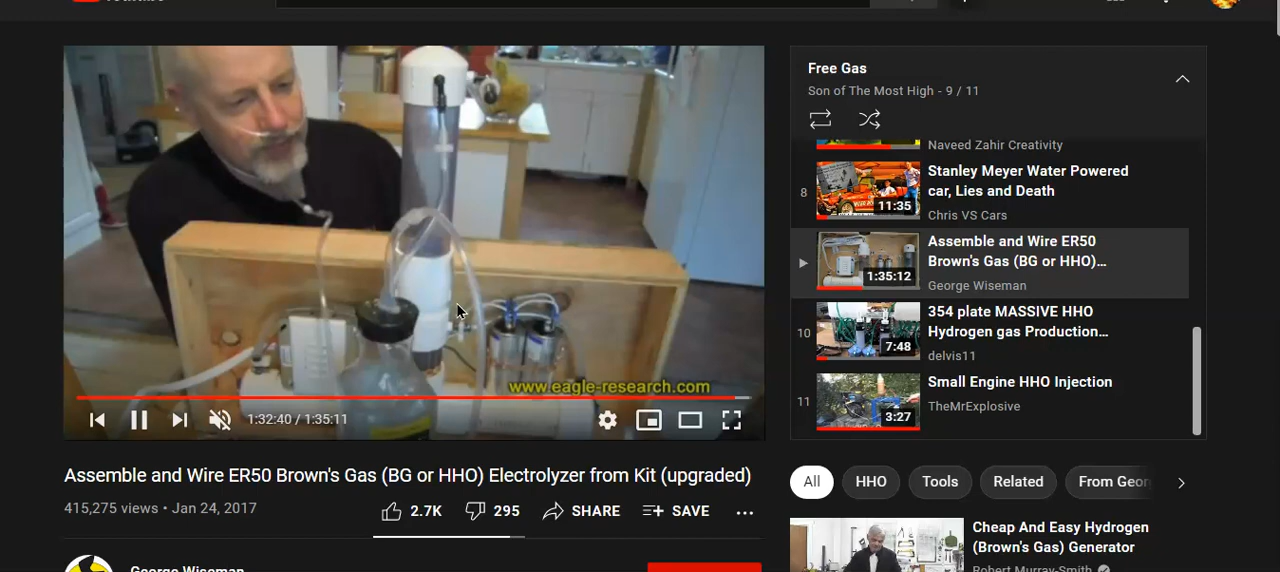 www.eagle-research.com
1:32:40 / 1:35:11
Assemble and Wire ER50 Brown's Gas (BG or HHO) Electrolyzer from Kit (upgraded)
415,275 views • Jan 24, 2017
2.7K
295
SHARE
SAVE
George Wiseman
Free Gas
Son of The Most High - 9 / 11
Naveed Zahir Creativity
8
11:35
Stanley Meyer Water Powered
car, Lies and Death
Chris VS Cars
1:35:12
Assemble and Wire ER50
Brown's Gas (BG or HHO)...
George Wiseman
10
7:48
354 plate MASSIVE HHO
Hydrogen gas Production...
delvis11
11
3:27
Small Engine HHO Injection
TheMrExplosive
All
HHO
Tools
Related
From Geor
Cheap And Easy Hydrogen
(Brown's Gas) Generator
Robert Murray-Smith